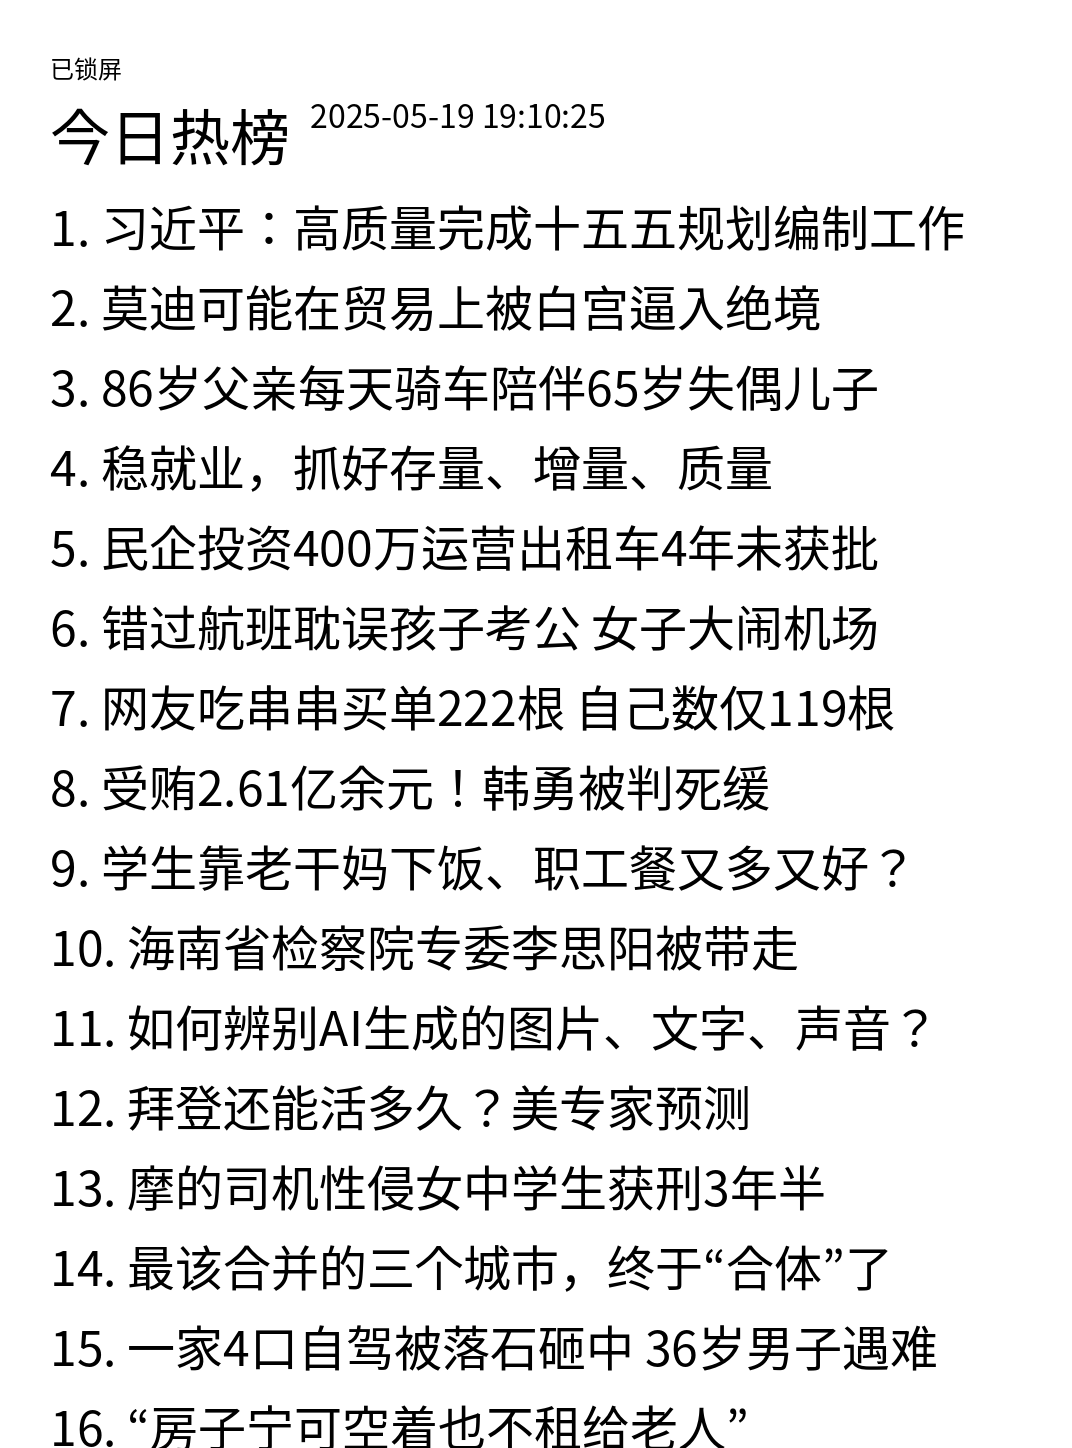 已锁屏
今日热榜 2025-05-19 19:10:25
1. 习近平：高质量完成十五五规划编制工作
2. 莫迪可能在贸易上被白宫逼入绝境
3. 86岁父亲每天骑车陪伴65岁失偶儿子
4. 稳就业，抓好存量、增量、质量
5. 民企投资400万运营出租车4年未获批
6. 错过航班耽误孩子考公 女子大闹机场
7. 网友吃串串买单222根 自己数仅119根
8. 受贿2.61亿余元！韩勇被判死缓
9. 学生靠老干妈下饭、职工餐又多又好？
10. 海南省检察院专委李思阳被带走
11. 如何辨别AI生成的图片、文字、声音？
12. 拜登还能活多久？美专家预测
13. 摩的司机性侵女中学生获刑3年半
14. 最该合并的三个城市，终于“合体”了
15. 一家4口自驾被落石砸中 36岁男子遇难
16. “房子宁可空着也不租给老人”